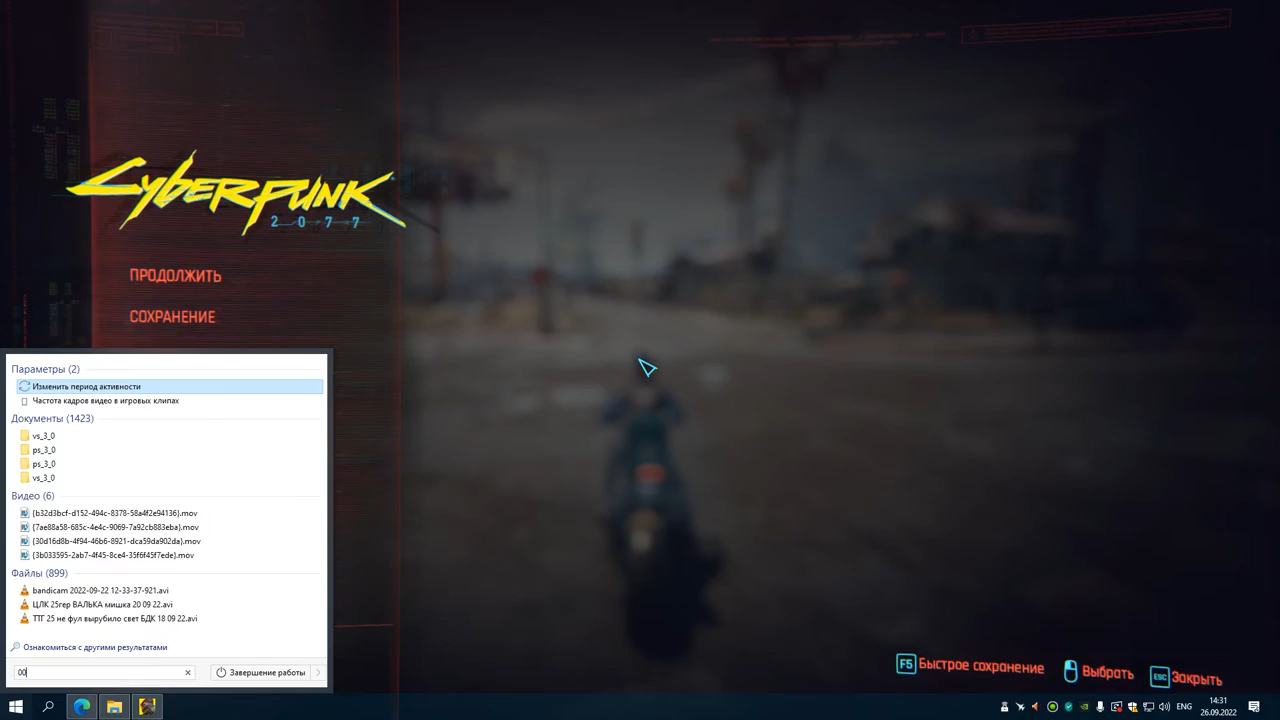 CYBERPUNK
2077
ПРОДОЛЖИТЬ
СОХРАНЕНИЕ
Параметры (2)
Изменить период активности
Частота кадров видео в игровых клипах
Документы (1423)
vs_3_0
ps_3_0
ps_3_0
vs_3_0
Видео (6)
{b32d3bcf-d152-494c-8378-58a4f2e94136}.mov
{7ae88a58-685c-4e4c-9069-7a92cb883eba}.mov
{30d16d8b-4f94-46b6-8921-dca59da902da}.mov
{3b033595-2ab7-4f45-8ce4-35f6f45f7ede}.mov
Файлы (899)
bandicam 2022-09-22 12-33-37-921.avi
ЦЛК 25гер ВАЛЬКА мишка 20 09 22.avi
ТТГ 25 не фул вырубило свет БДК 18 09 22.avi
Ознакомиться с другими результатами
00
Завершение работы
F5 Быстрое сохранение
Выбрать
ESC Закрыть
ENG
14:31
26.09.2022